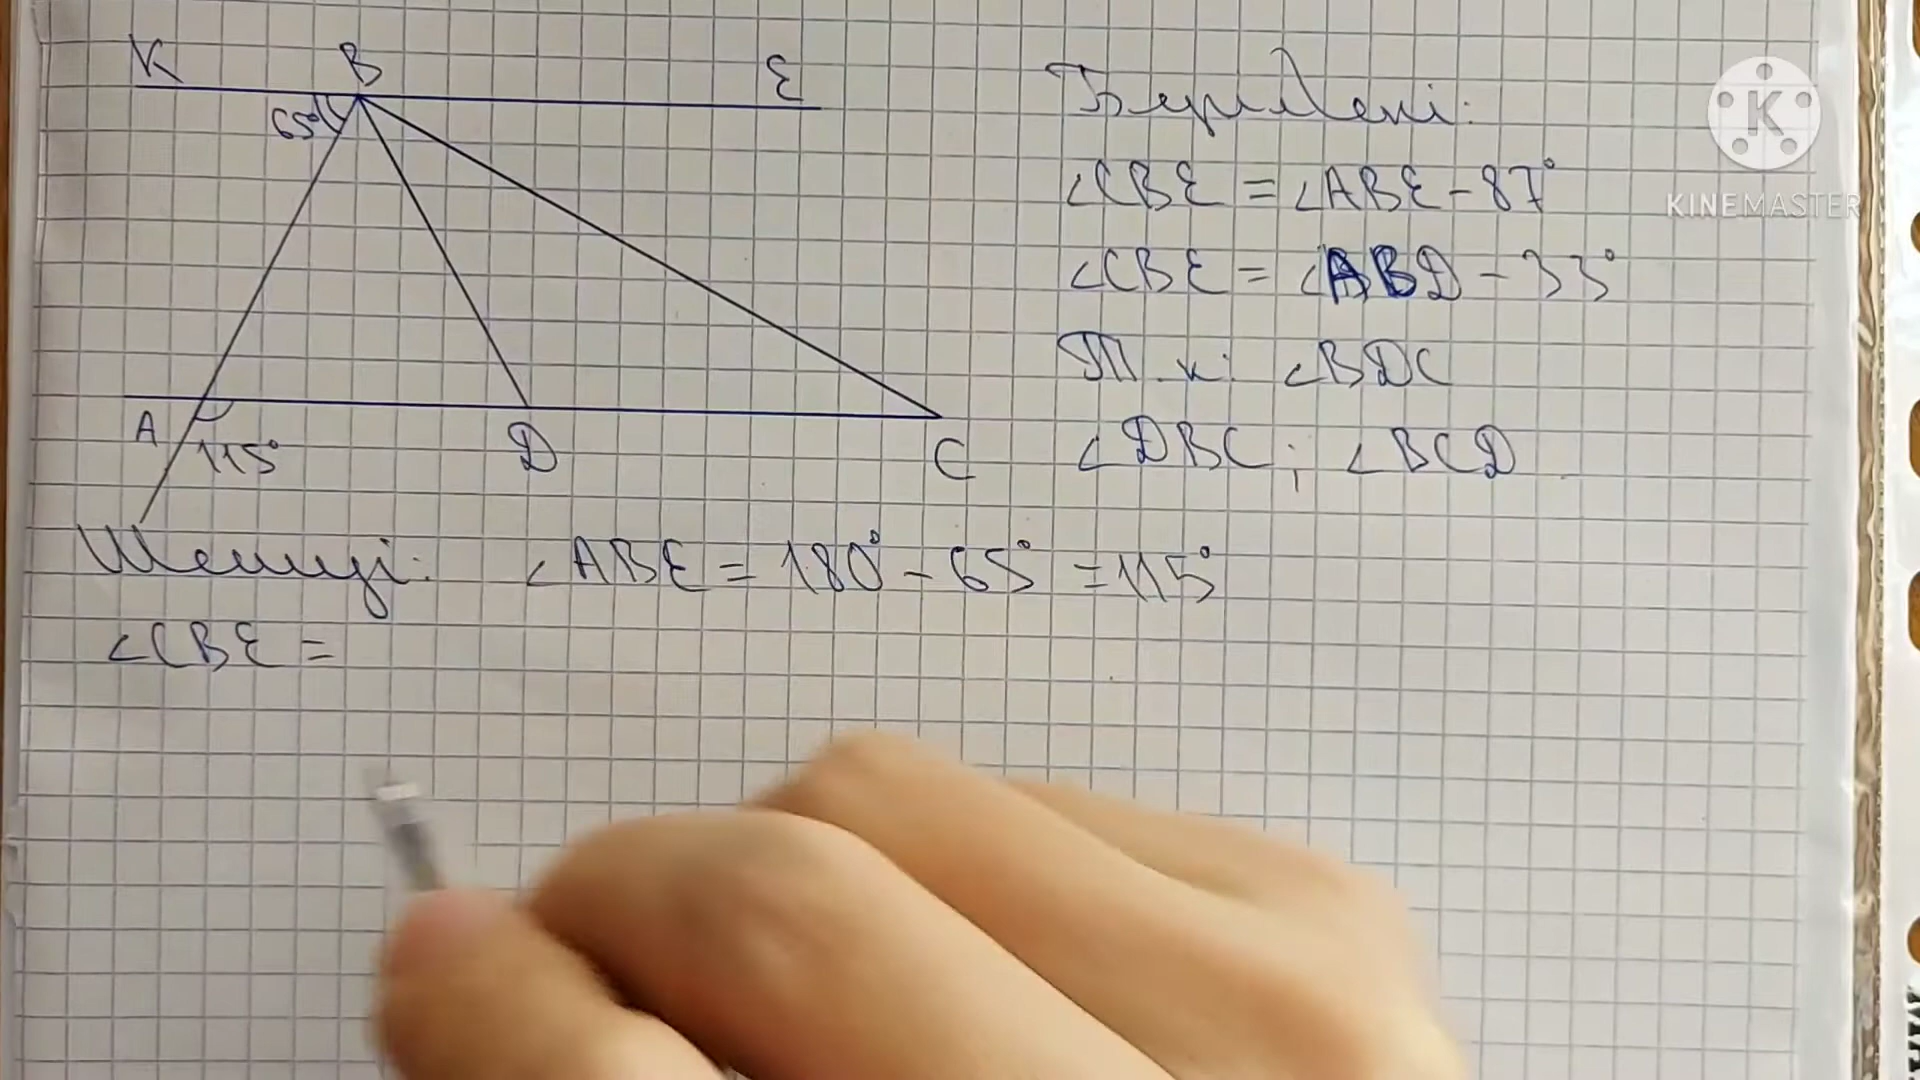 K B E
65°
A 115° D C
Берілгені:
∠CBE = ∠ABE - 87°
∠CBE = ∠ABD - 33°
Т.к: ∠BDC
∠DBC; ∠BCD
K
KINEMASTER
Шешуі: ∠ABE = 180° - 65° = 115°
∠CBE =